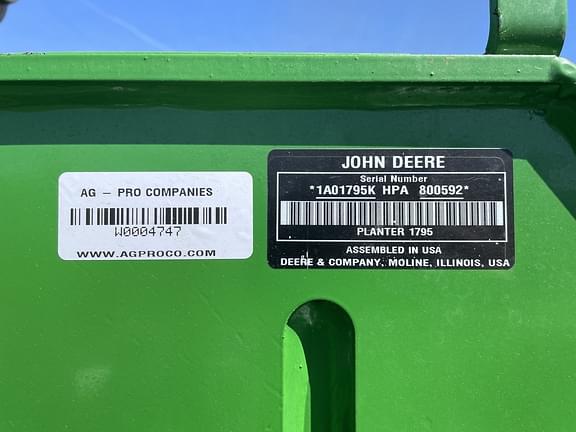 AG – PRO COMPANIES
W0004747
WWW.AGPROCO.COM
JOHN DEERE
Serial Number
*1A01795K HPA 800592*
PLANTER 1795
ASSEMBLED IN USA
DEERE & COMPANY, MOLINE, ILLINOIS, USA